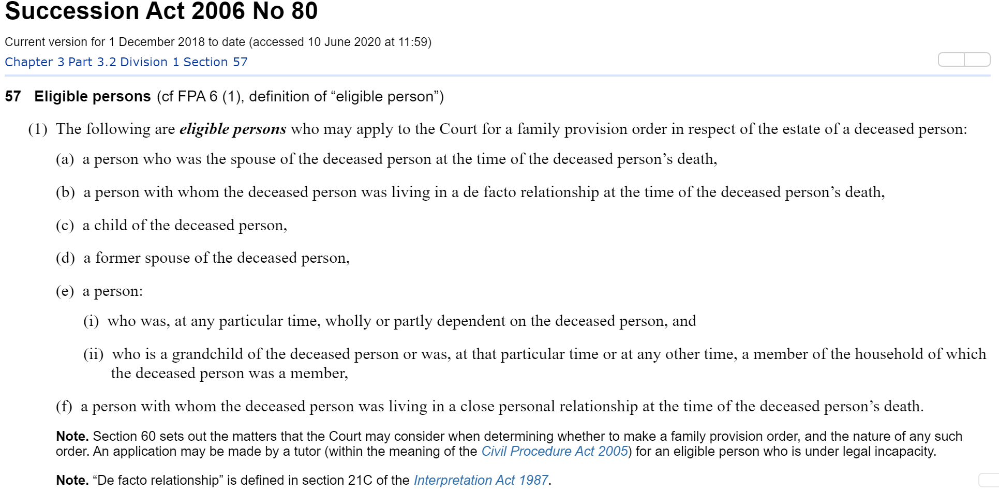 Succession Act 2006 No 80
Current version for 1 December 2018 to date (accessed 10 June 2020 at 11:59)
Chapter 3 Part 3.2 Division 1 Section 57
57 Eligible persons (cf FPA 6 (1), definition of “eligible person”)
(1) The following are eligible persons who may apply to the Court for a family provision order in respect of the estate of a deceased person:
(a) a person who was the spouse of the deceased person at the time of the deceased person’s death,
(b) a person with whom the deceased person was living in a de facto relationship at the time of the deceased person’s death,
(c) a child of the deceased person,
(d) a former spouse of the deceased person,
(e) a person:
(i) who was, at any particular time, wholly or partly dependent on the deceased person, and
(ii) who is a grandchild of the deceased person or was, at that particular time or at any other time, a member of the household of which
the deceased person was a member,
(f) a person with whom the deceased person was living in a close personal relationship at the time of the deceased person’s death.
Note. Section 60 sets out the matters that the Court may consider when determining whether to make a family provision order, and the nature of any such
order. An application may be made by a tutor (within the meaning of the Civil Procedure Act 2005) for an eligible person who is under legal incapacity.
Note. “De facto relationship” is defined in section 21C of the Interpretation Act 1987.